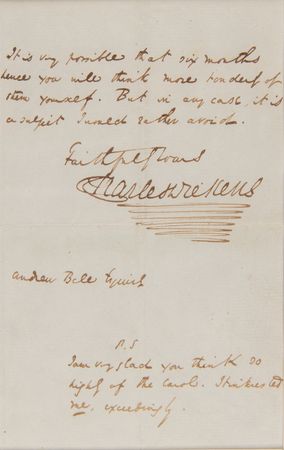 It is very possible that six months
hence you will think more tenderly of
them yourself. But in any case, it is
a subject I would rather avoid.
Faithfully Yours
Charles Dickens
Andrew Bell Esquire
P.S
I am very glad you think so
highly of the Carol. It interested
me, exceedingly.